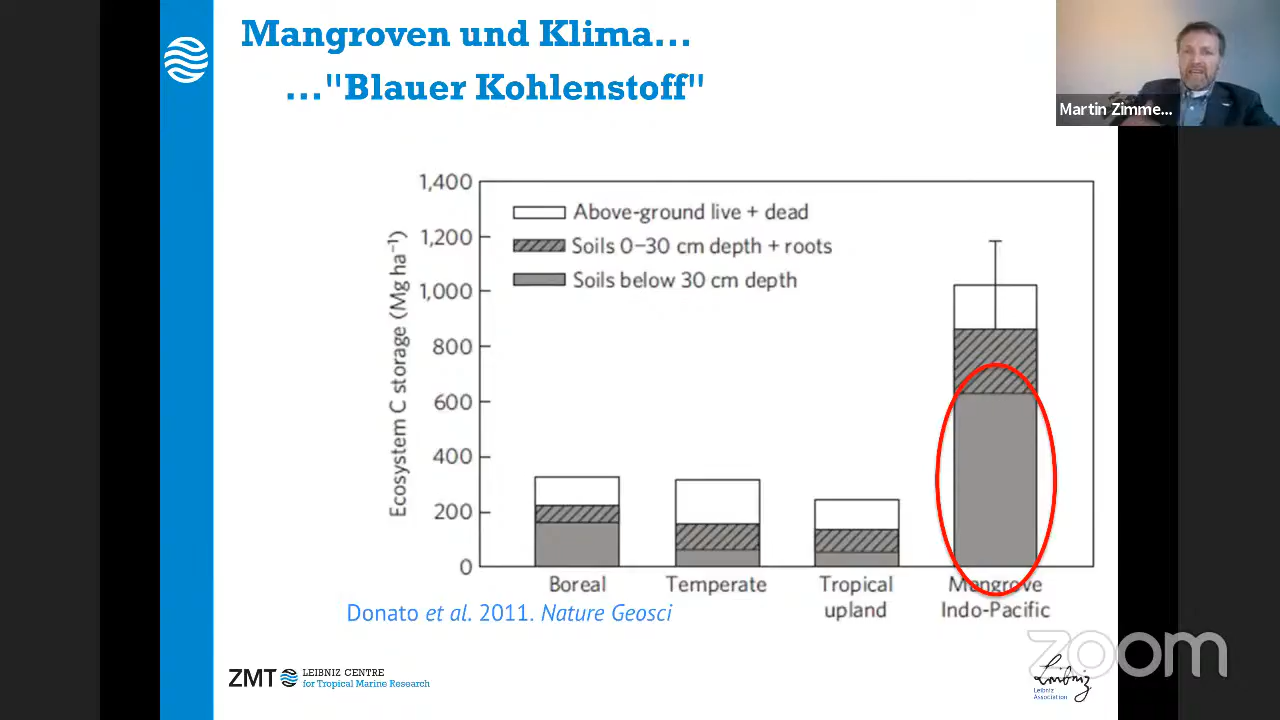 Mangroven und Klima...
..."Blauer Kohlenstoff"
Martin Zimme...
Ecosystem C storage (Mg ha⁻¹)
1,400
1,200
1,000
800
600
400
200
0
Above-ground live + dead
Soils 0–30 cm depth + roots
Soils below 30 cm depth
Boreal
Temperate
Tropical upland
Mangrove Indo-Pacific
Donato et al. 2011. Nature Geosci
ZMT LEIBNIZ CENTRE
for Tropical Marine Research
zoom
Leibniz
Leibniz
Association